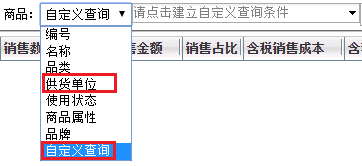 商品: 自定义查询 请点击建立自定义查询条件
编号
名称
品类
供货单位
使用状态
商品属性
品牌
自定义查询
销售数 售金额 销售占比 含税销售成本 含